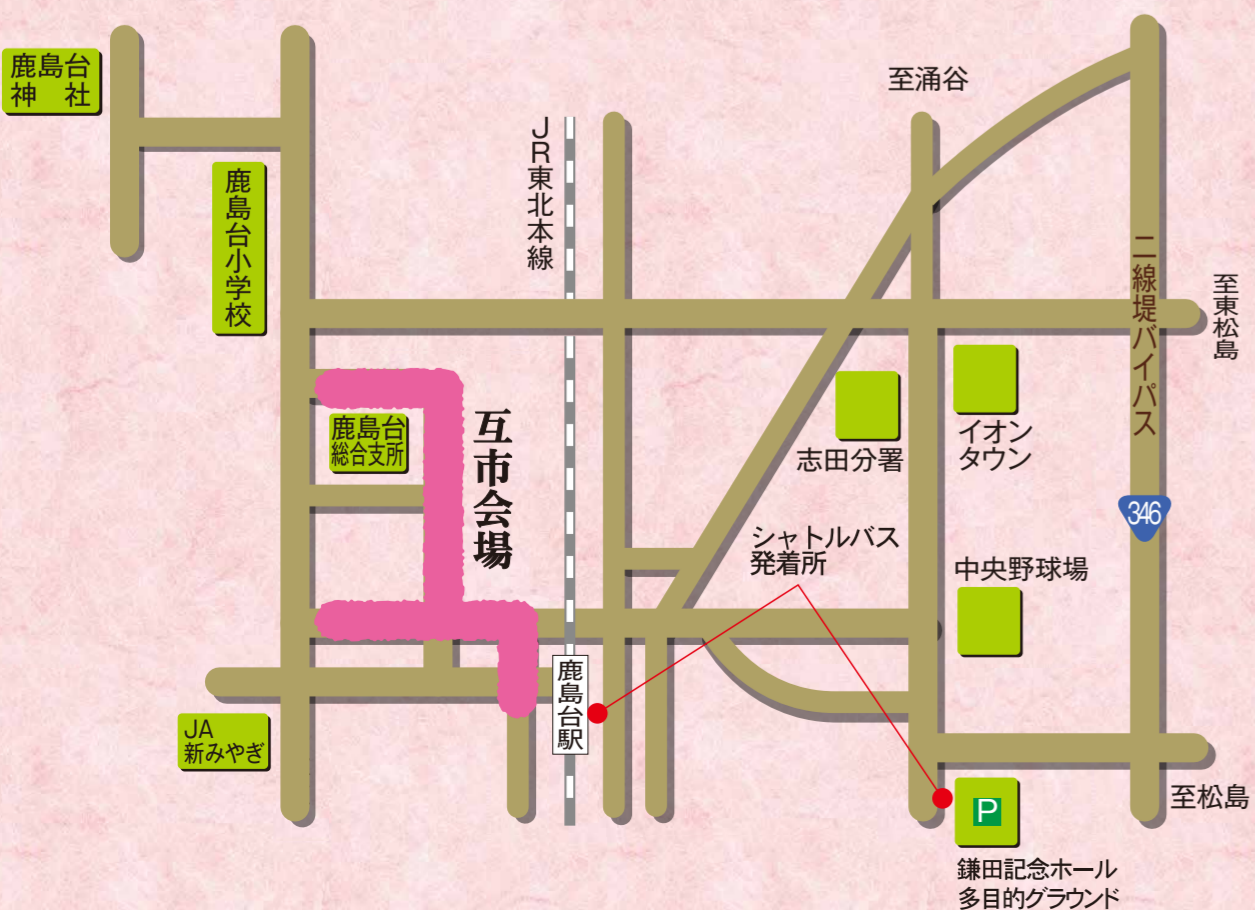 鹿島台
神　社
至涌谷
JR東北本線
鹿島台小学校
二線堤バイパス
至東松島
鹿島台
総合支所
互市会場
志田分署
イオン
タウン
346
シャトルバス
発着所
中央野球場
鹿島台駅
JA
新みやぎ
至松島
P
鎌田記念ホール
多目的グラウンド